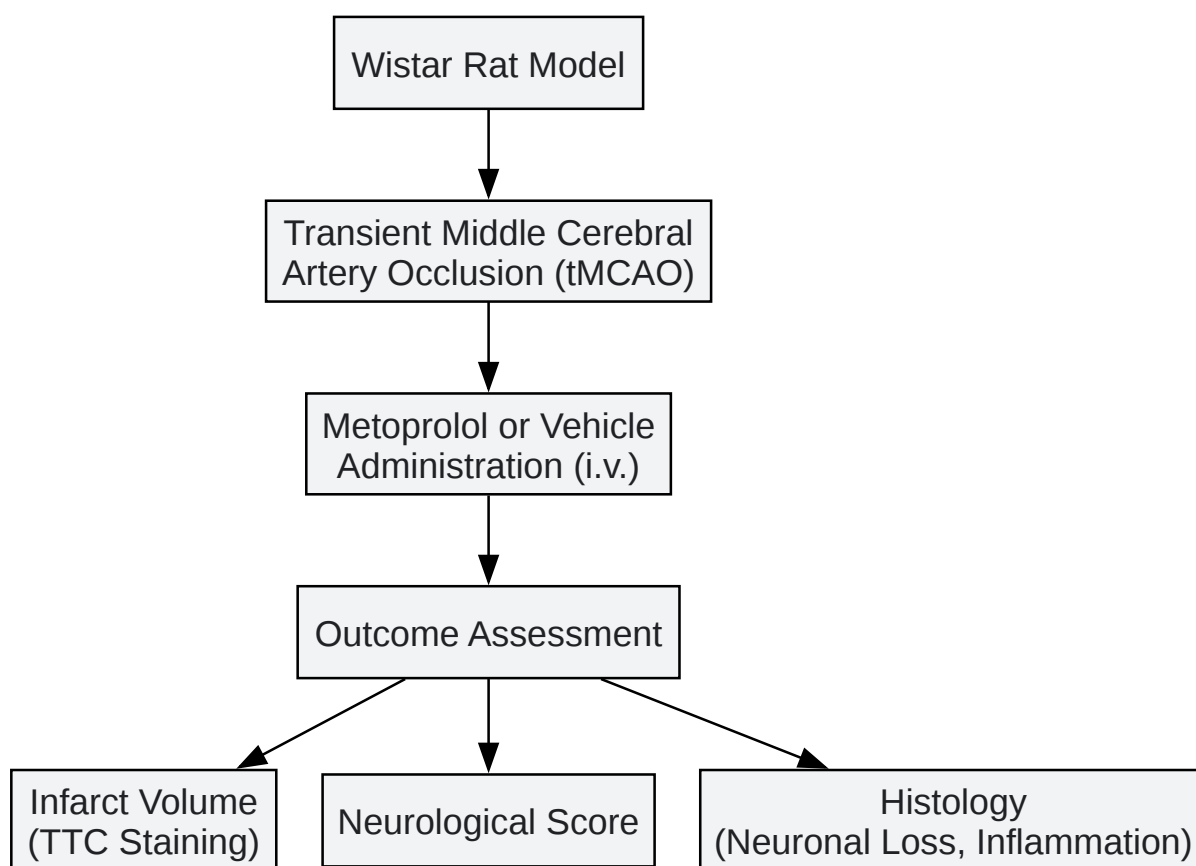 Wistar Rat Model
Transient Middle Cerebral
Artery Occlusion (tMCAO)
Metoprolol or Vehicle
Administration (i.v.)
Outcome Assessment
Infarct Volume
(TTC Staining)
Neurological Score
Histology
(Neuronal Loss, Inflammation)